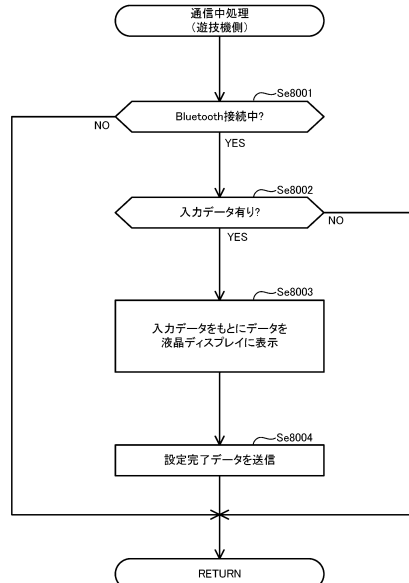 通信中処理
(遊技機側)
Se8001
Bluetooth接続中?
NO
YES
Se8002
入力データ有り?
NO
YES
Se8003
入力データをもとにデータを
液晶ディスプレイに表示
Se8004
設定完了データを送信
RETURN